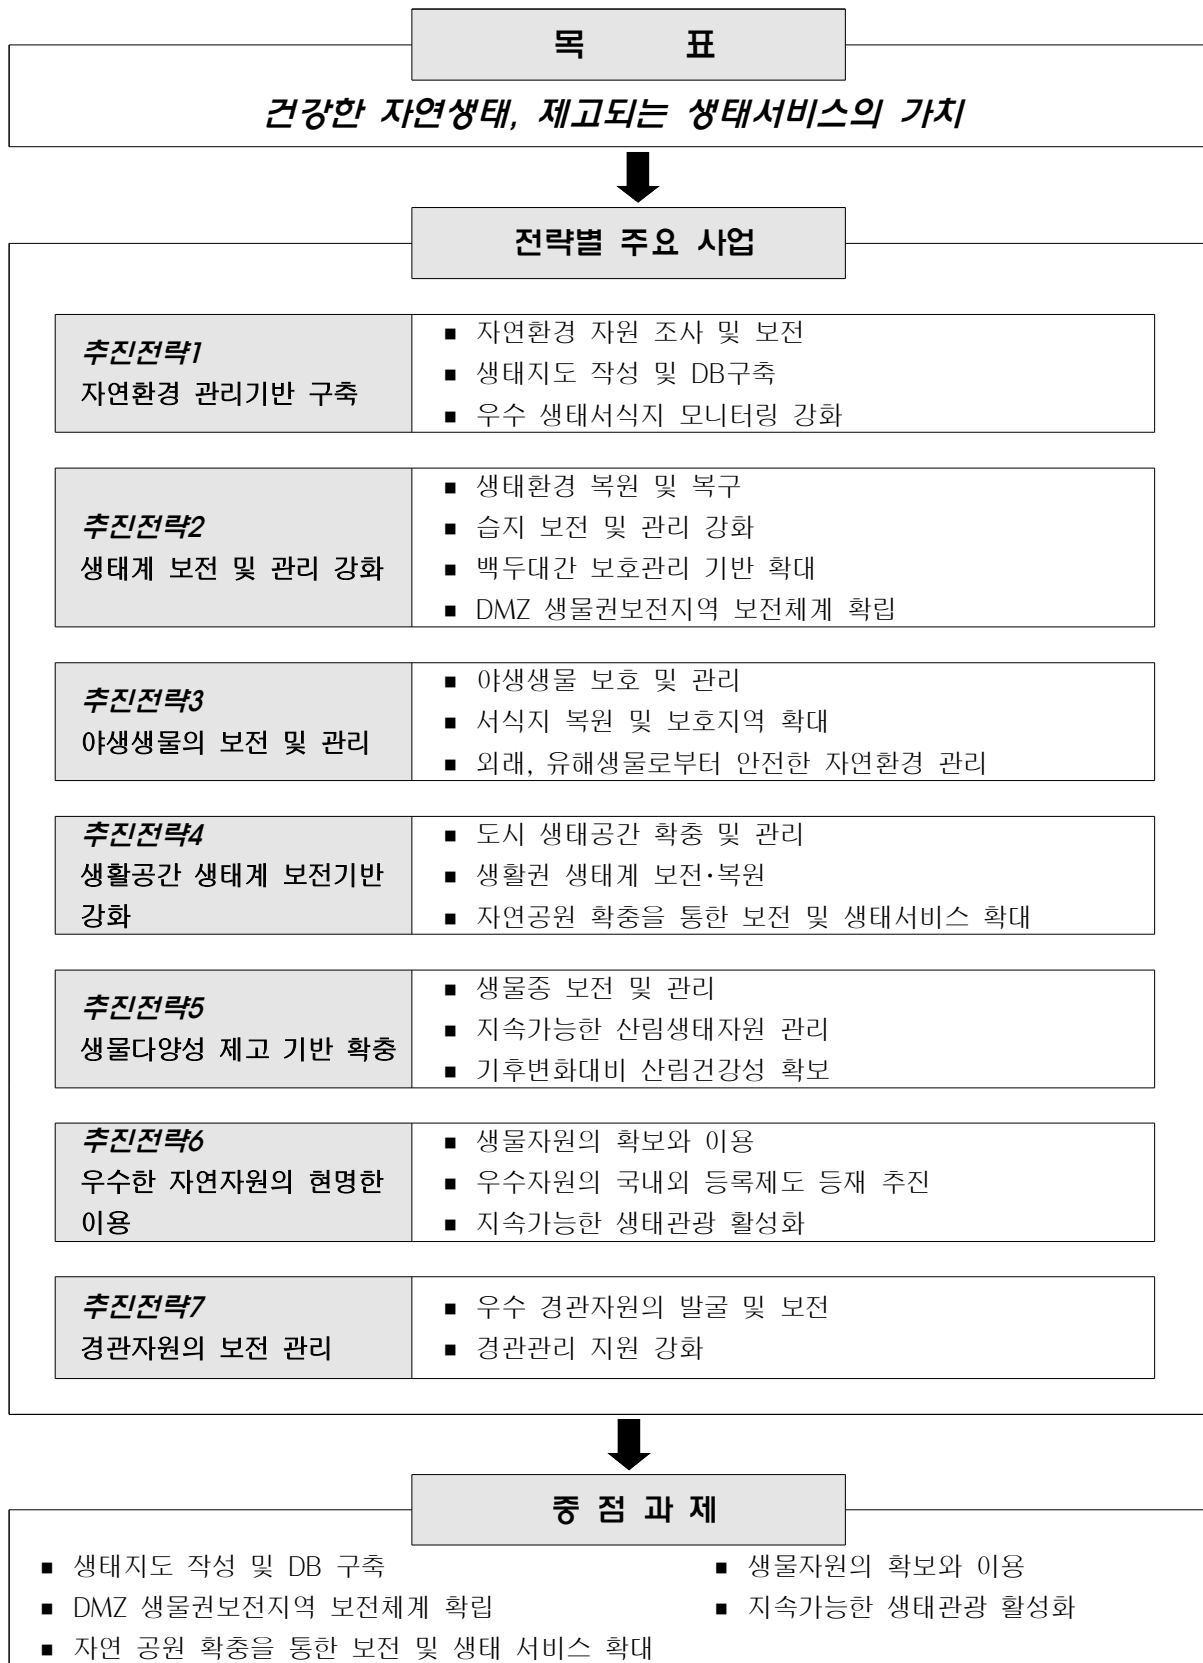 목 표
건강한 자연생태, 제고되는 생태서비스의 가치
전략별 주요 사업
추진전략1
자연환경 관리기반 구축
■ 자연환경 자원 조사 및 보전
■ 생태지도 작성 및 DB구축
■ 우수 생태서식지 모니터링 강화
추진전략2
생태계 보전 및 관리 강화
■ 생태환경 복원 및 복구
■ 습지 보전 및 관리 강화
■ 백두대간 보호관리 기반 확대
■ DMZ 생물권보전지역 보전체계 확립
추진전략3
야생생물의 보전 및 관리
■ 야생생물 보호 및 관리
■ 서식지 복원 및 보호지역 확대
■ 외래, 유해생물로부터 안전한 자연환경 관리
추진전략4
생활공간 생태계 보전기반
강화
■ 도시 생태공간 확충 및 관리
■ 생활권 생태계 보전·복원
■ 자연공원 확충을 통한 보전 및 생태서비스 확대
추진전략5
생물다양성 제고 기반 확충
■ 생물종 보전 및 관리
■ 지속가능한 산림생태자원 관리
■ 기후변화대비 산림건강성 확보
추진전략6
우수한 자연자원의 현명한
이용
■ 생물자원의 확보와 이용
■ 우수자원의 국내외 등록제도 등재 추진
■ 지속가능한 생태관광 활성화
추진전략7
경관자원의 보전 관리
■ 우수 경관자원의 발굴 및 보전
■ 경관관리 지원 강화
중 점 과 제
■ 생태지도 작성 및 DB 구축
■ DMZ 생물권보전지역 보전체계 확립
■ 자연 공원 확충을 통한 보전 및 생태 서비스 확대
■ 생물자원의 확보와 이용
■ 지속가능한 생태관광 활성화